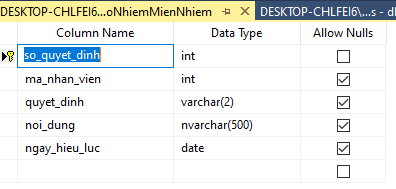 DESKTOP-CHLFEI6...oNhiemMienNhiem DESKTOP-CHLFEI6\...s - d
Column Name Data Type Allow Nulls
so_quyet_dinh int
ma_nhan_vien int
quyet_dinh varchar(2)
noi_dung nvarchar(500)
ngay_hieu_luc date